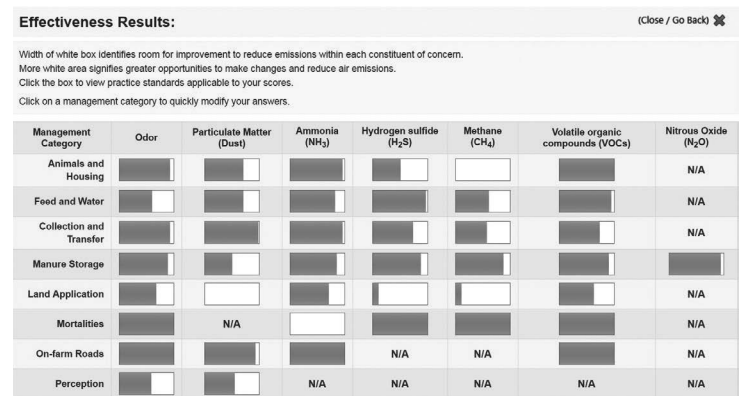 Effectiveness Results:
(Close / Go Back) ✖
Width of white box identifies room for improvement to reduce emissions within each constituent of concern.
More white area signifies greater opportunities to make changes and reduce air emissions.
Click the box to view practice standards applicable to your scores.
Click on a management category to quickly modify your answers.
Management Category Odor Particulate Matter (Dust) Ammonia (NH₃) Hydrogen sulfide (H₂S) Methane (CH₄) Volatile organic compounds (VOCs) Nitrous Oxide (N₂O)
Animals and Housing N/A
Feed and Water N/A
Collection and Transfer N/A
Manure Storage
Land Application N/A
Mortalities N/A N/A
On-farm Roads N/A N/A N/A
Perception N/A N/A N/A N/A N/A